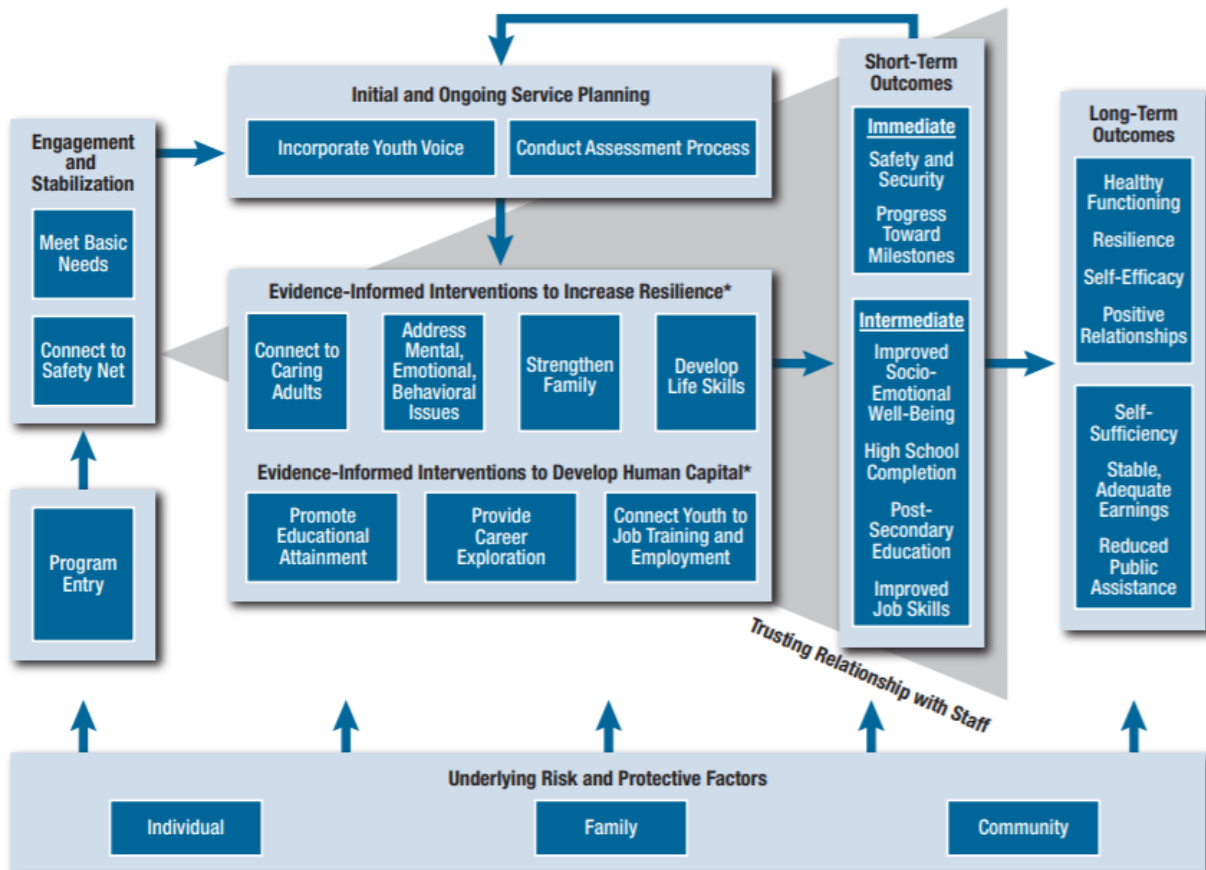 Engagement
and
Stabilization
Meet Basic
Needs
Connect to
Safety Net
Program
Entry
Initial and Ongoing Service Planning
Incorporate Youth Voice
Conduct Assessment Process
Evidence-Informed Interventions to Increase Resilience*
Connect to
Caring
Adults
Address
Mental,
Emotional,
Behavioral
Issues
Strengthen
Family
Develop
Life Skills
Evidence-Informed Interventions to Develop Human Capital*
Promote
Educational
Attainment
Provide
Career
Exploration
Connect Youth to
Job Training and
Employment
Short-Term
Outcomes
Immediate
Safety and
Security
Progress
Toward
Milestones
Intermediate
Improved
Socio-
Emotional
Well-Being
High School
Completion
Post-
Secondary
Education
Improved
Job Skills
Trusting Relationship with Staff
Long-Term
Outcomes
Healthy
Functioning
Resilience
Self-Efficacy
Positive
Relationships
Self-
Sufficiency
Stable,
Adequate
Earnings
Reduced
Public
Assistance
Underlying Risk and Protective Factors
Individual
Family
Community